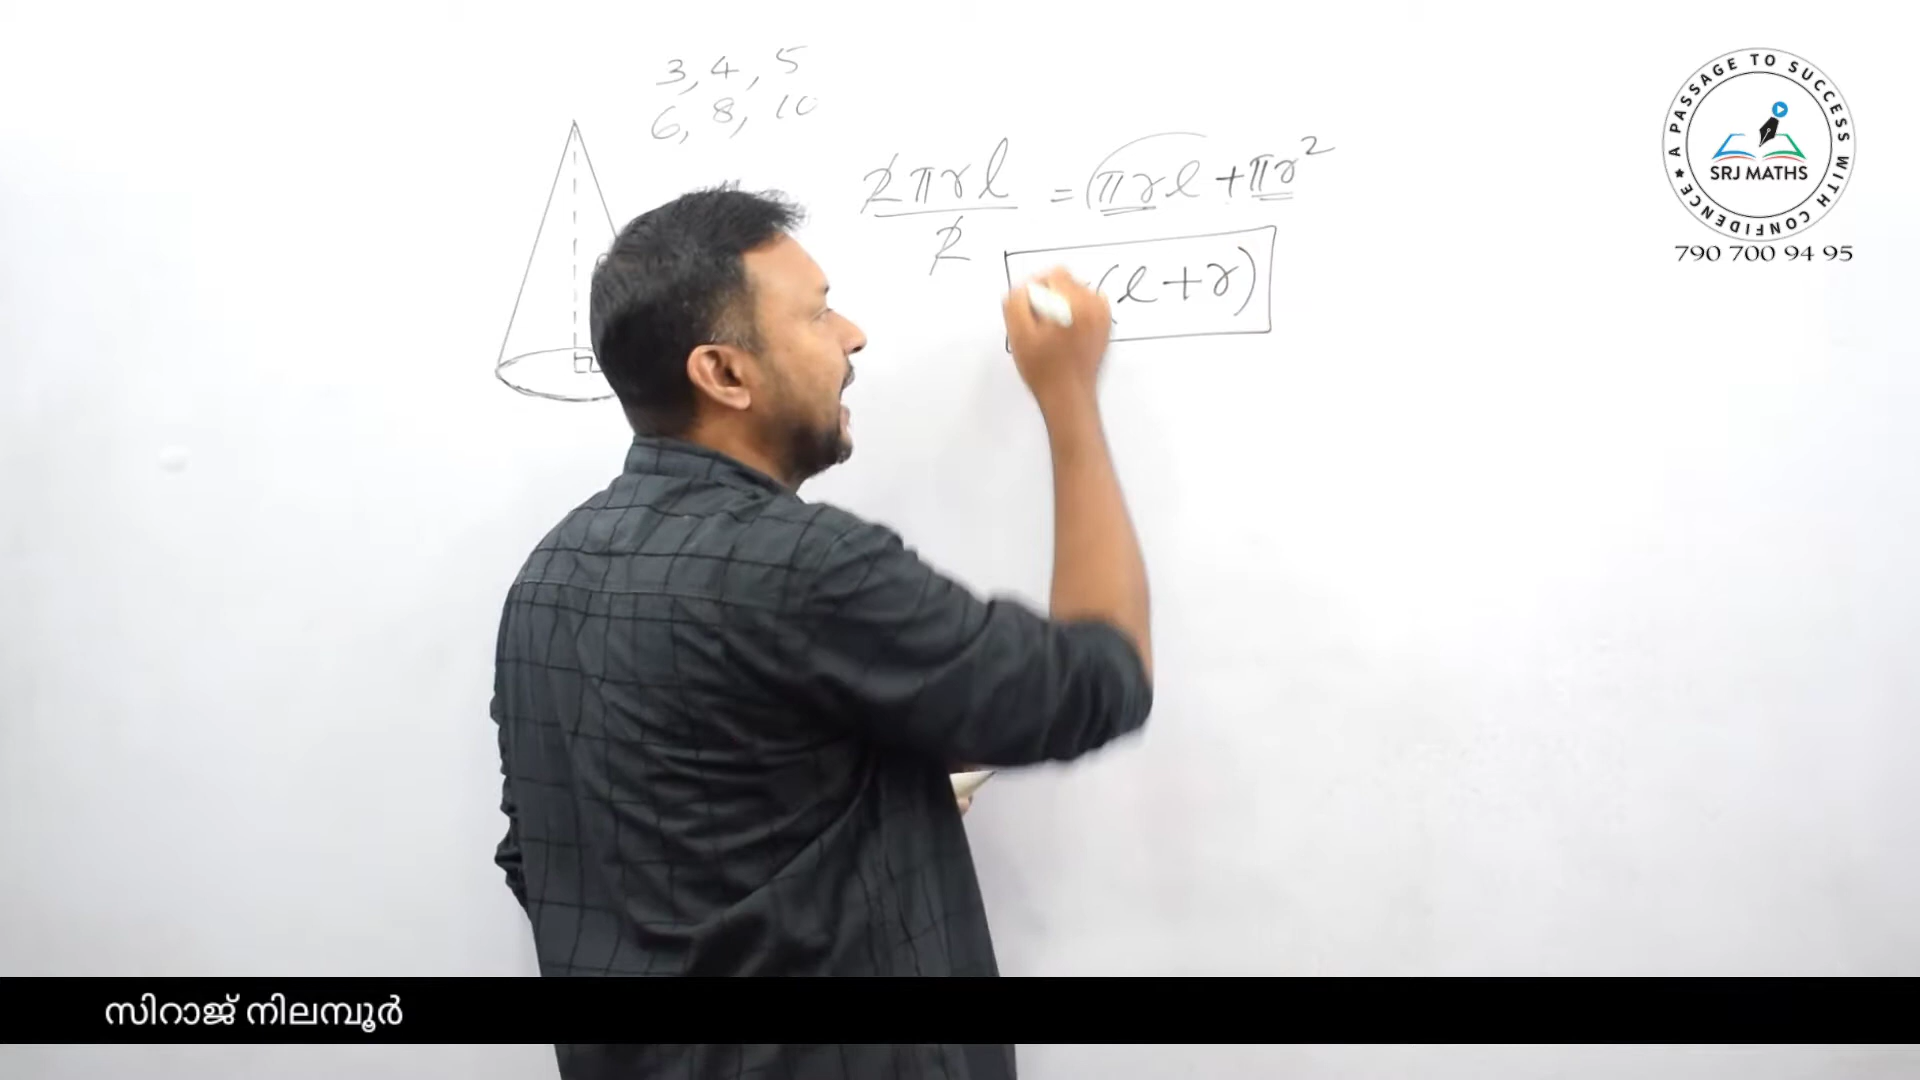 3, 4, 5
6, 8, 10
2πrl/2 = (πrl + πr²
(l+r)
A PASSAGE TO SUCCESS WITH CONFIDENCE
SRJ MATHS
790 700 94 95
സിറാജ് നിലമ്പൂർ